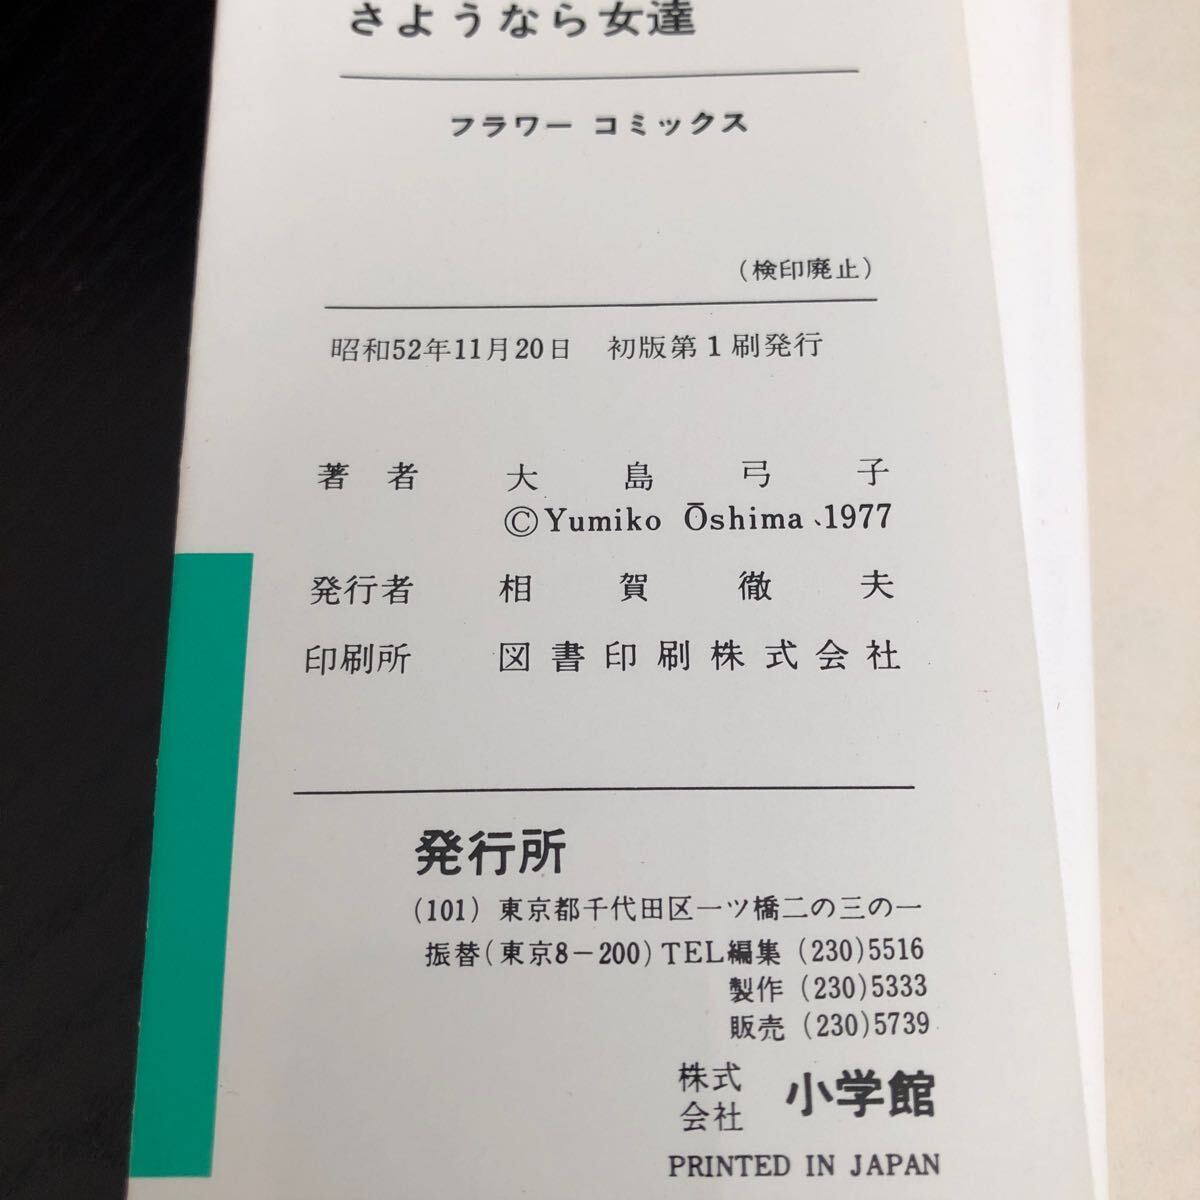 さようなら女達
フラワー コミックス
(検印廃止)
昭和52年11月20日 初版第1刷発行
著者 大島弓子
©Yumiko Ōshima、1977
発行者 相賀徹夫
印刷所 図書印刷株式会社
発行所
(101) 東京都千代田区一ツ橋二の三の一
振替(東京8-200) TEL編集 (230)5516
製作 (230)5333
販売 (230)5739
株式会社 小学館
PRINTED IN JAPAN